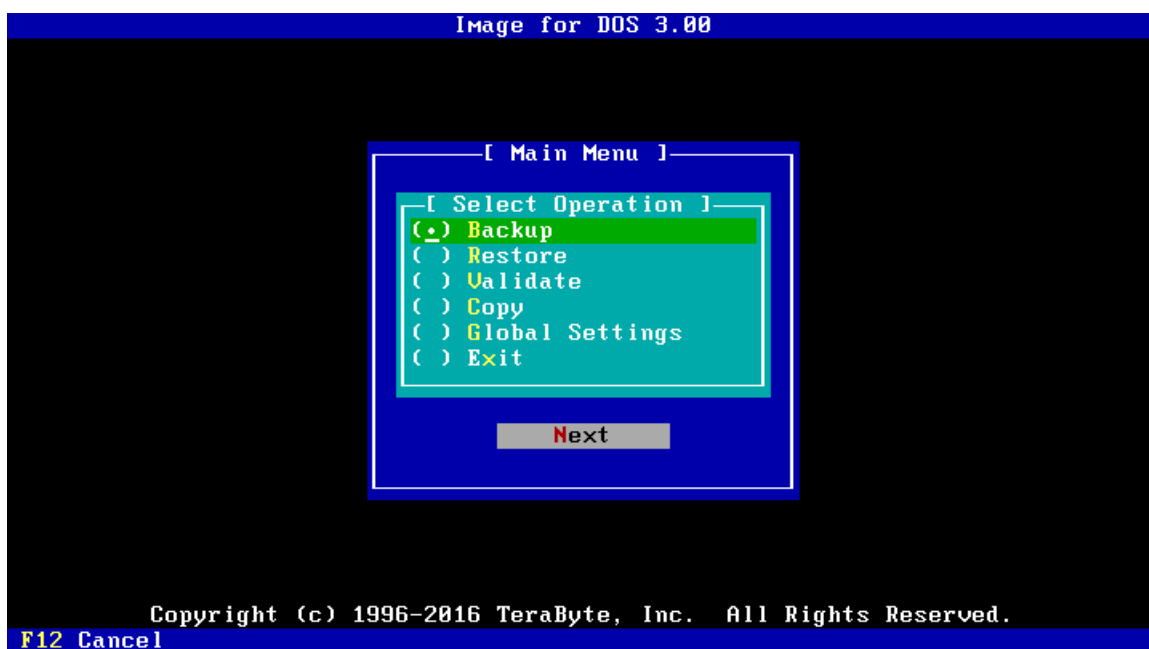 Image for DOS 3.00
[ Main Menu ]
[ Select Operation ]
(•) Backup
( ) Restore
( ) Validate
( ) Copy
( ) Global Settings
( ) Exit
Next
Copyright (c) 1996-2016 TeraByte, Inc. All Rights Reserved.
F12 Cancel